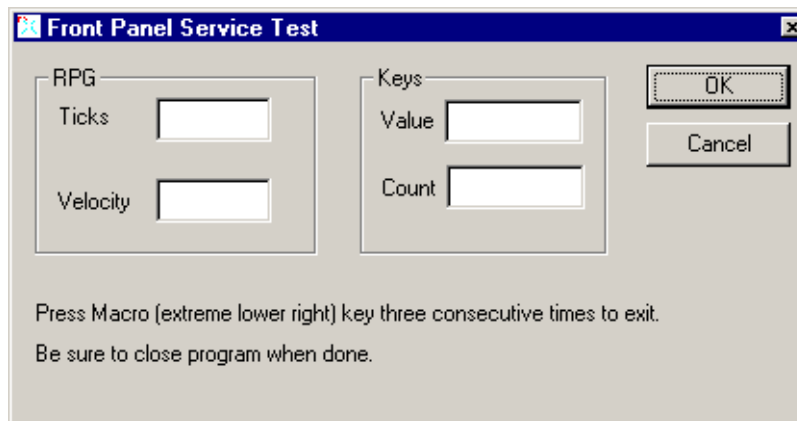 Front Panel Service Test
RPG
Ticks
Velocity
Keys
Value
Count
OK
Cancel
Press Macro (extreme lower right) key three consecutive times to exit.
Be sure to close program when done.